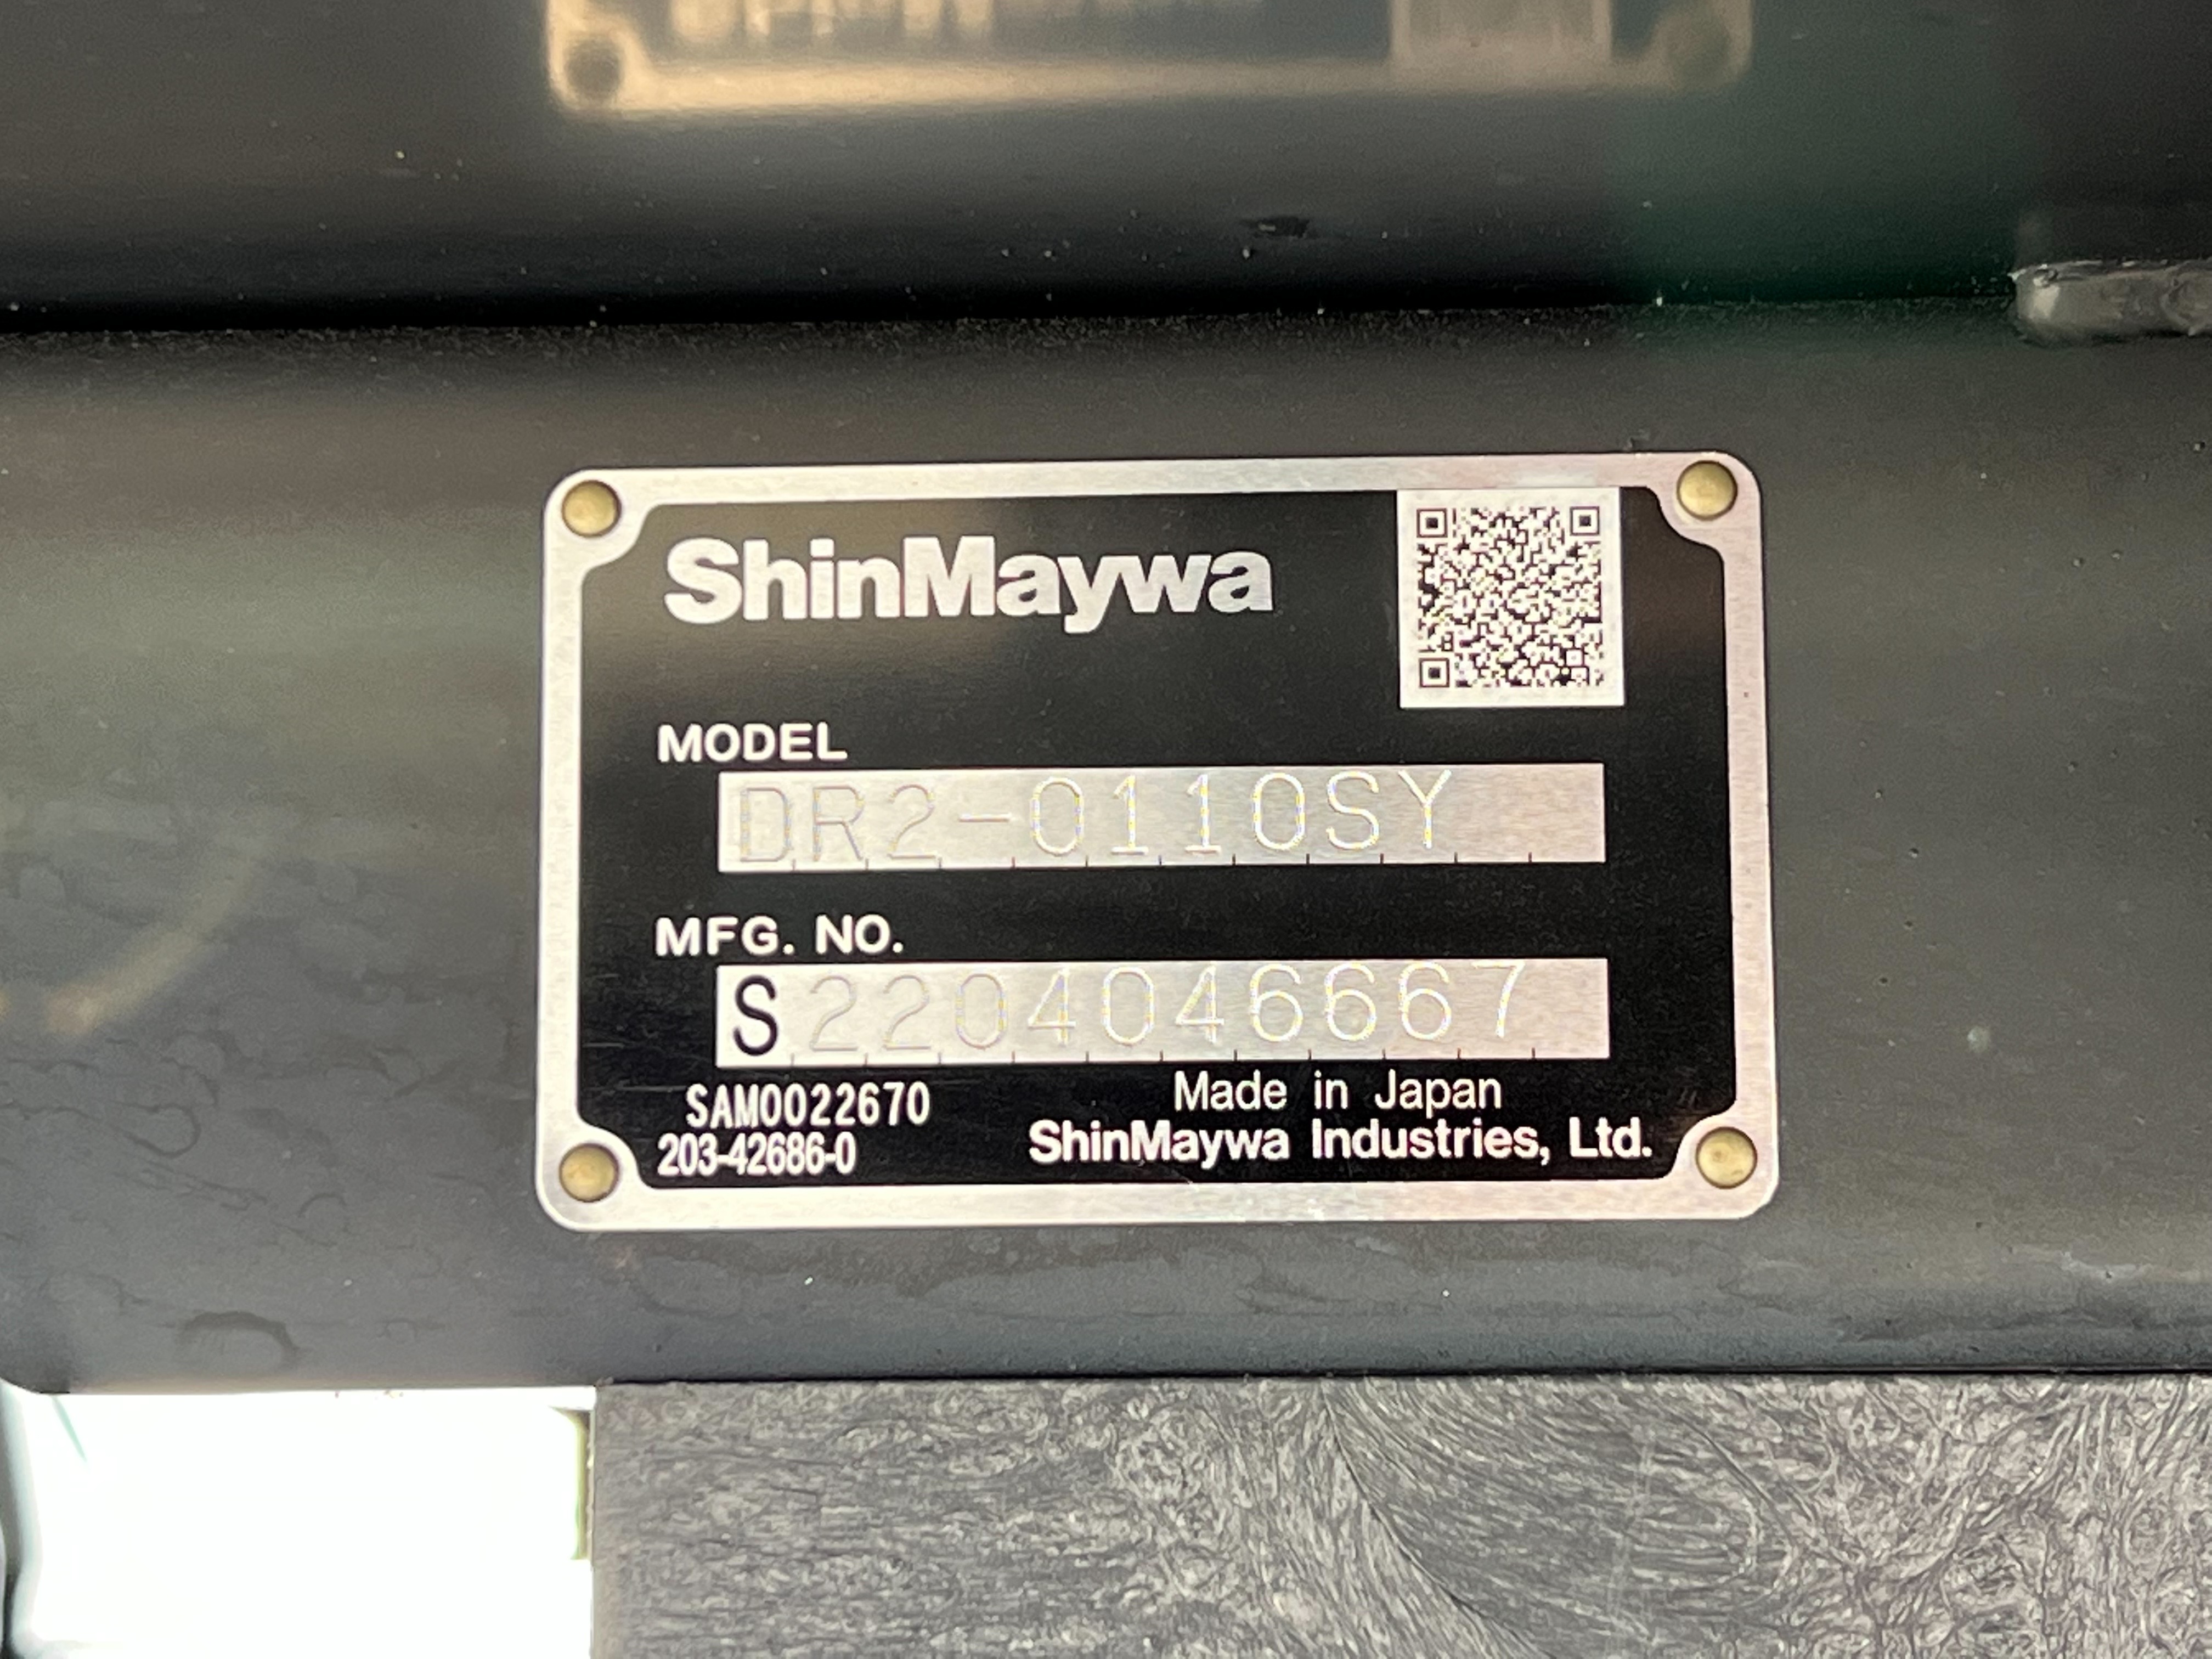 ShinMaywa
MODEL
DR2-0110SY
MFG. NO.
S2204046667
SAM0022670
203-42686-0
Made in Japan
ShinMaywa Industries, Ltd.